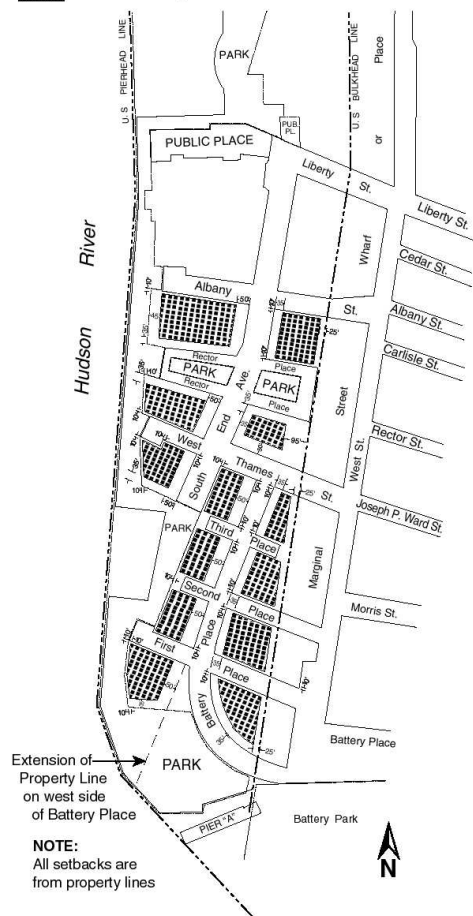 U.S PIERHEAD LINE
PARK
U.S BULKHEAD LINE
Place
or
PUB.
PL.
PUBLIC PLACE
Liberty
St.
Liberty St.
Hudson River
Wharf
Cedar St.
Albany
St.
Albany St.
Carlisle St.
Rector
PARK
Rector
Place
PARK
Place
Ave.
End
South
Street
West St.
Rector St.
West
Thames
St.
Joseph P. Ward St.
PARK
Third
Place
Marginal
Second
Place
Morris St.
Place
First
Place
Battery
Battery Place
Extension of
Property Line
on west side
of Battery Place
PARK
PIER "A"
Battery Park
NOTE:
All setbacks are
from property lines
N